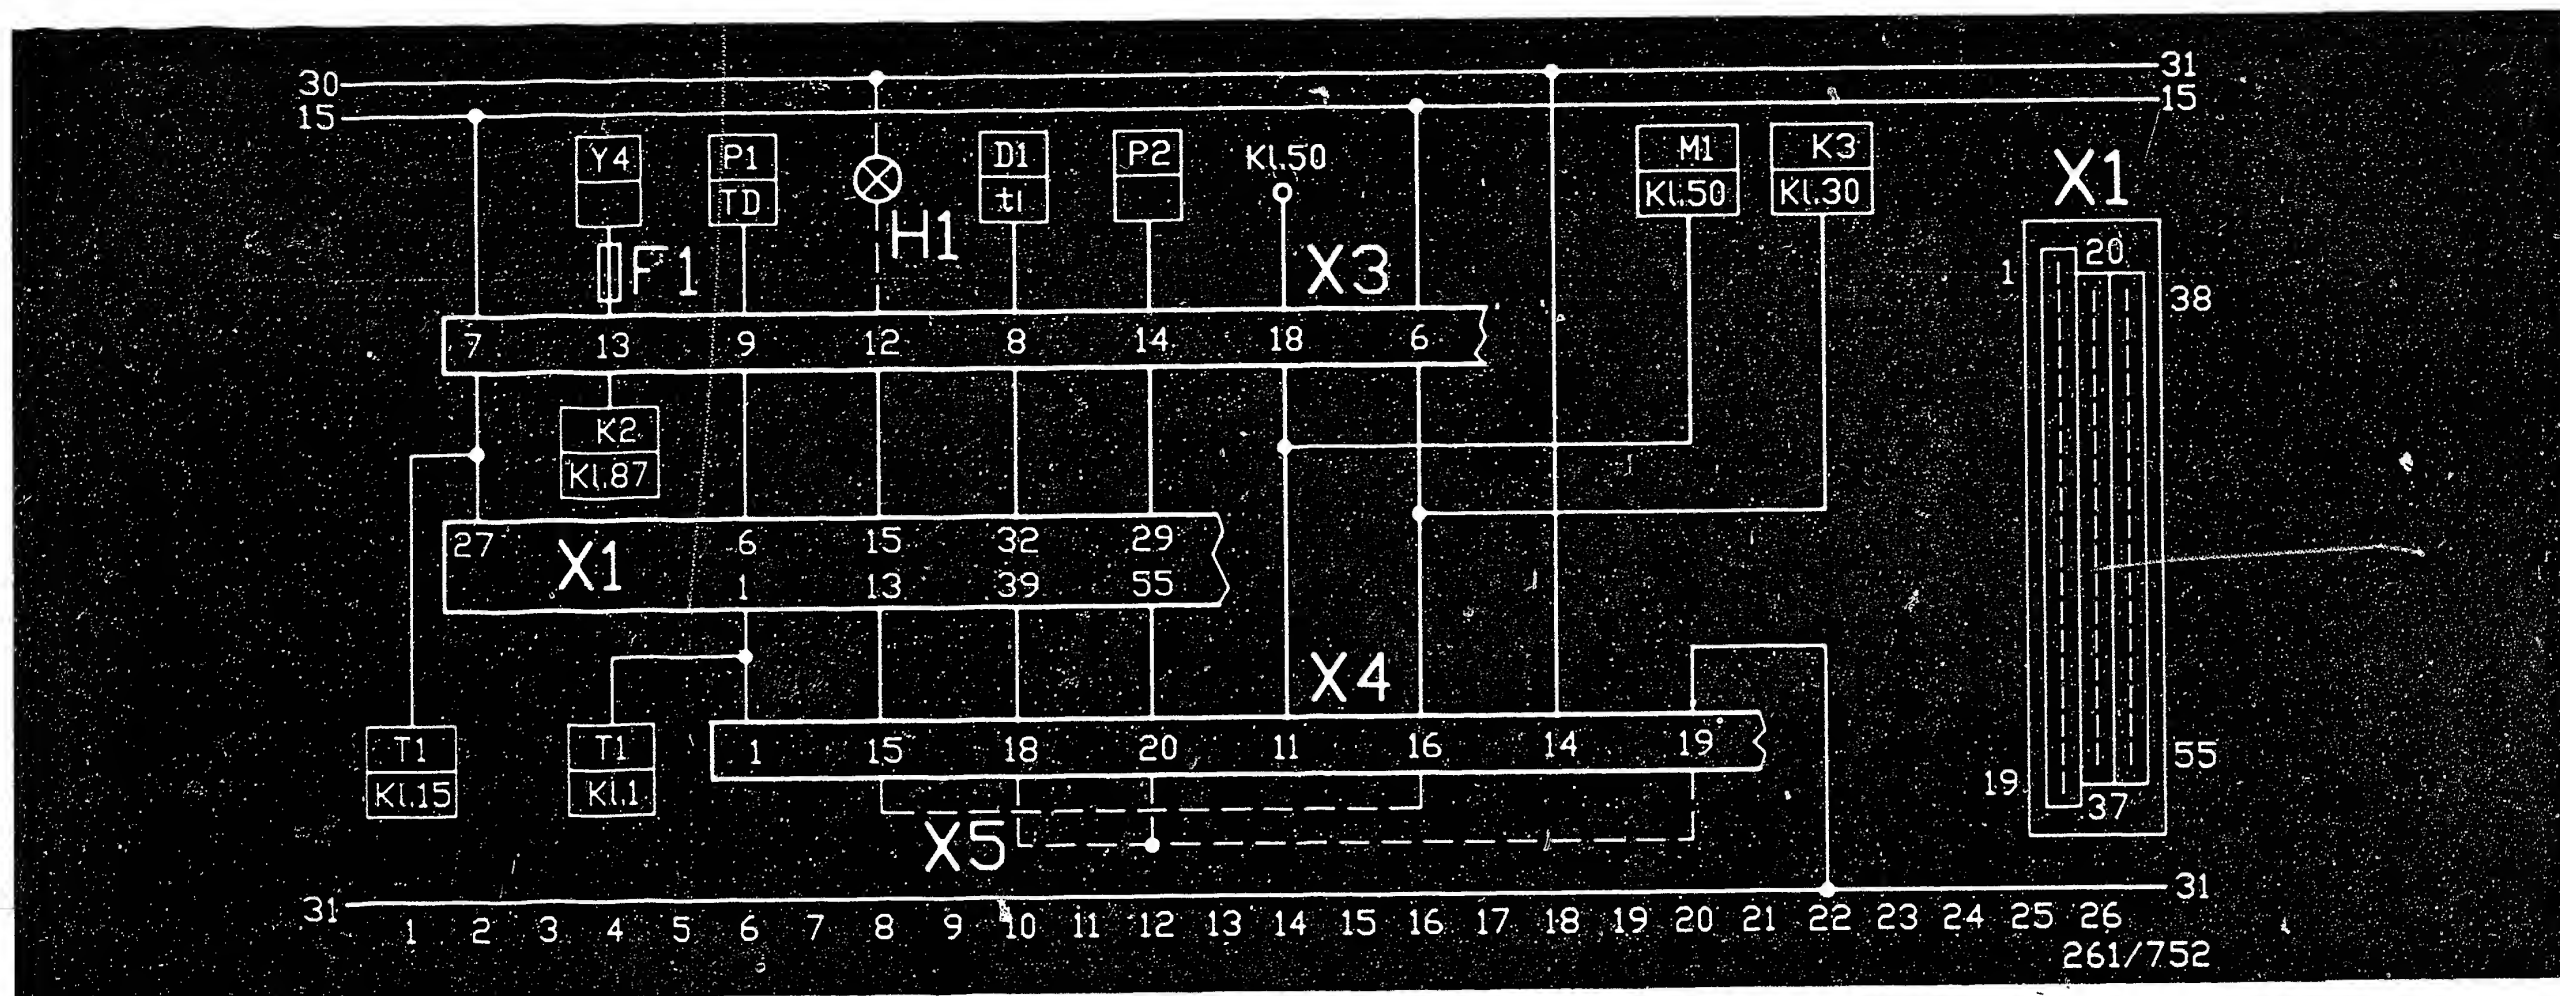 30 31
15 15
Y4 P1 D1 P2 Kl.50 M1 K3
TD t1 Kl.50 Kl.30 X1
H1
F1 X3 1 20 38
7 13 9 12 8 14 18 6
K2
Kl.87
27 X1 6 15 32 29
1 13 39 55
X4
T1 T1 1 15 18 20 11 16 14 19 55
Kl.15 Kl.1 19 37
X5
31 31
1 2 3 4 5 6 7 8 9 10 11 12 13 14 15 16 17 18 19 20 21 22 23 24 25 26
261/752